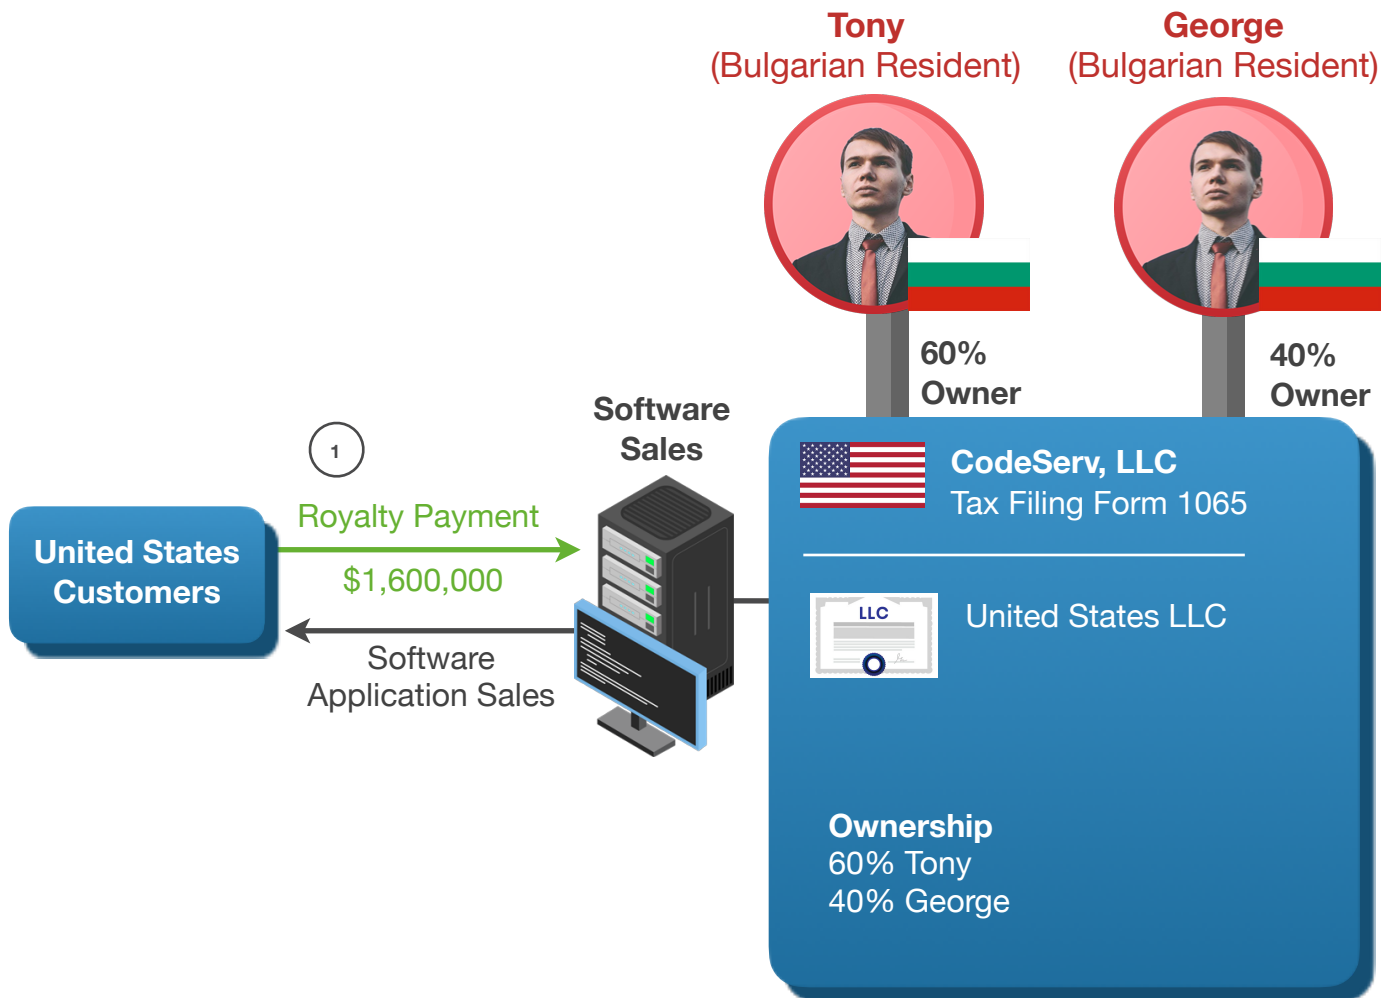 Tony
(Bulgarian Resident)
George
(Bulgarian Resident)
60%
Owner
40%
Owner
Software
Sales
1
Royalty Payment
$1,600,000
United States
Customers
Software
Application Sales
CodeServ, LLC
Tax Filing Form 1065
LLC
United States LLC
Ownership
60% Tony
40% George